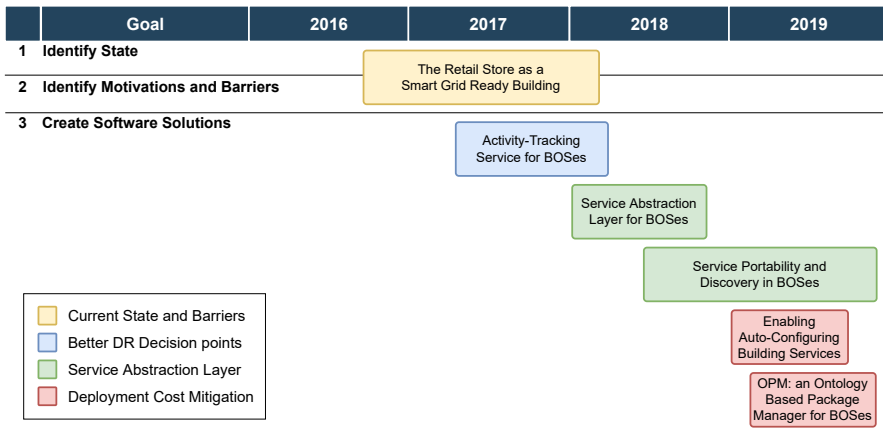 Goal 2016 2017 2018 2019
1 Identify State
The Retail Store as a
Smart Grid Ready Building
2 Identify Motivations and Barriers
3 Create Software Solutions
Activity-Tracking
Service for BOSes
Service Abstraction
Layer for BOSes
Service Portability and
Discovery in BOSes
Enabling
Auto-Configuring
Building Services
OPM: an Ontology
Based Package
Manager for BOSes
Current State and Barriers
Better DR Decision points
Service Abstraction Layer
Deployment Cost Mitigation